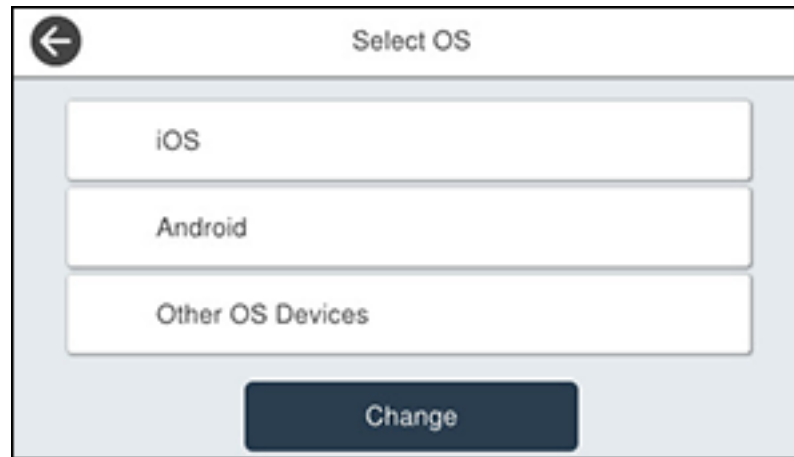 Select OS
iOS
Android
Other OS Devices
Change